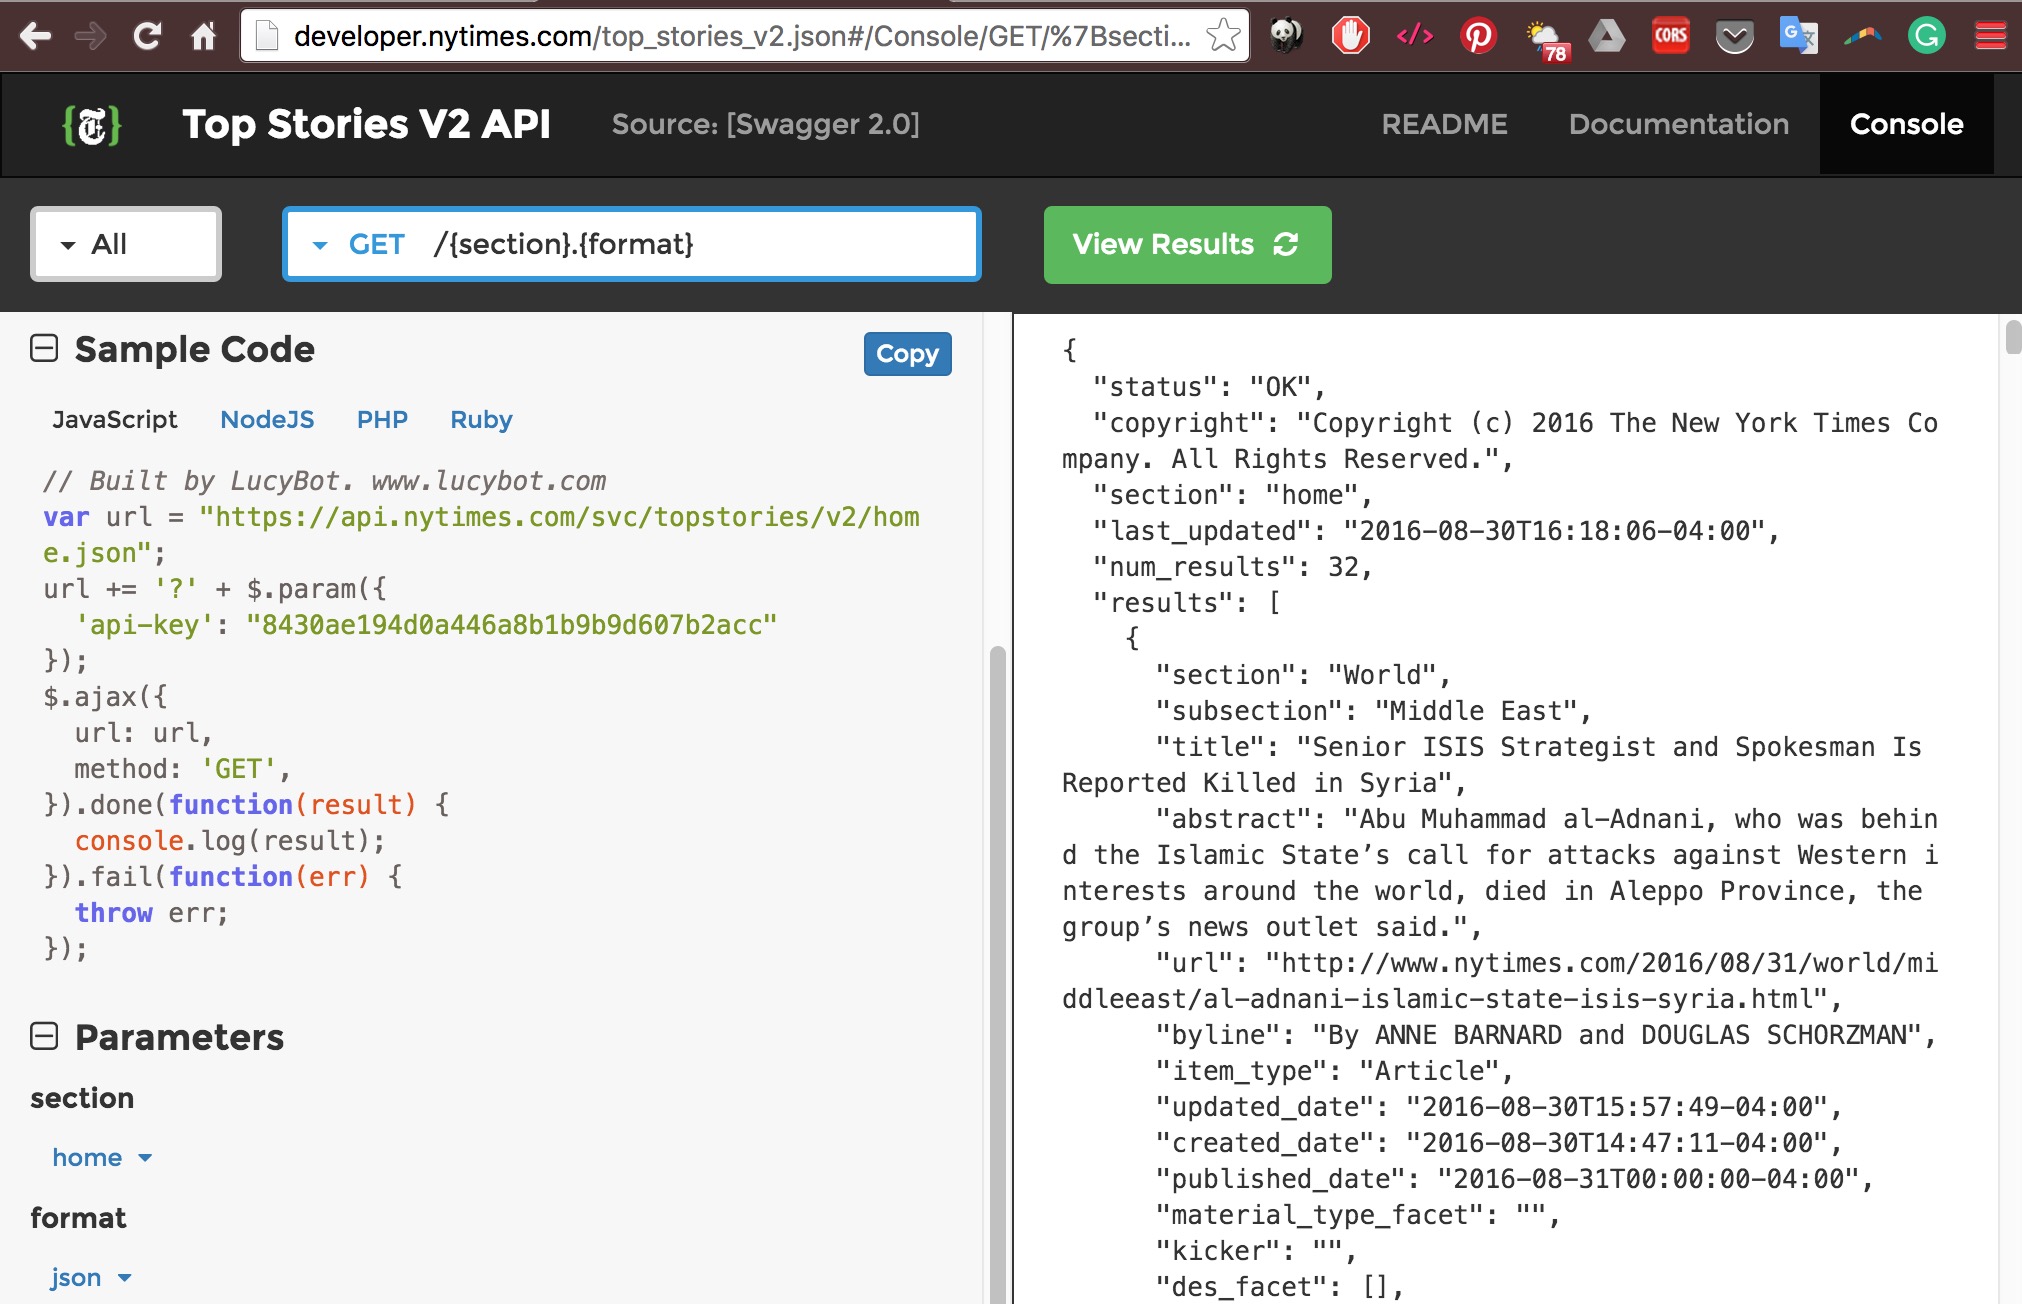 developer.nytimes.com/top_stories_v2.json#/Console/GET/%7Bsecti...
78
CORS
Top Stories V2 API
Source: [Swagger 2.0]
README
Documentation
Console
All
GET /{section}.{format}
View Results
Sample Code
Copy
JavaScript NodeJS PHP Ruby
// Built by LucyBot. www.lucybot.com
var url = "https://api.nytimes.com/svc/topstories/v2/hom
e.json";
url += '?' + $.param({
'api-key': "8430ae194d0a446a8b1b9b9d607b2acc"
});
$.ajax({
url: url,
method: 'GET',
}).done(function(result) {
console.log(result);
}).fail(function(err) {
throw err;
});
Parameters
section
home
format
json
{
"status": "OK",
"copyright": "Copyright (c) 2016 The New York Times Co
mpany. All Rights Reserved.",
"section": "home",
"last_updated": "2016-08-30T16:18:06-04:00",
"num_results": 32,
"results": [
{
"section": "World",
"subsection": "Middle East",
"title": "Senior ISIS Strategist and Spokesman Is
Reported Killed in Syria",
"abstract": "Abu Muhammad al-Adnani, who was behin
d the Islamic State’s call for attacks against Western i
nterests around the world, died in Aleppo Province, the
group’s news outlet said.",
"url": "http://www.nytimes.com/2016/08/31/world/mi
ddleeast/al-adnani-islamic-state-isis-syria.html",
"byline": "By ANNE BARNARD and DOUGLAS SCHORZMAN",
"item_type": "Article",
"updated_date": "2016-08-30T15:57:49-04:00",
"created_date": "2016-08-30T14:47:11-04:00",
"published_date": "2016-08-31T00:00:00-04:00",
"material_type_facet": "",
"kicker": "",
"des_facet": [],